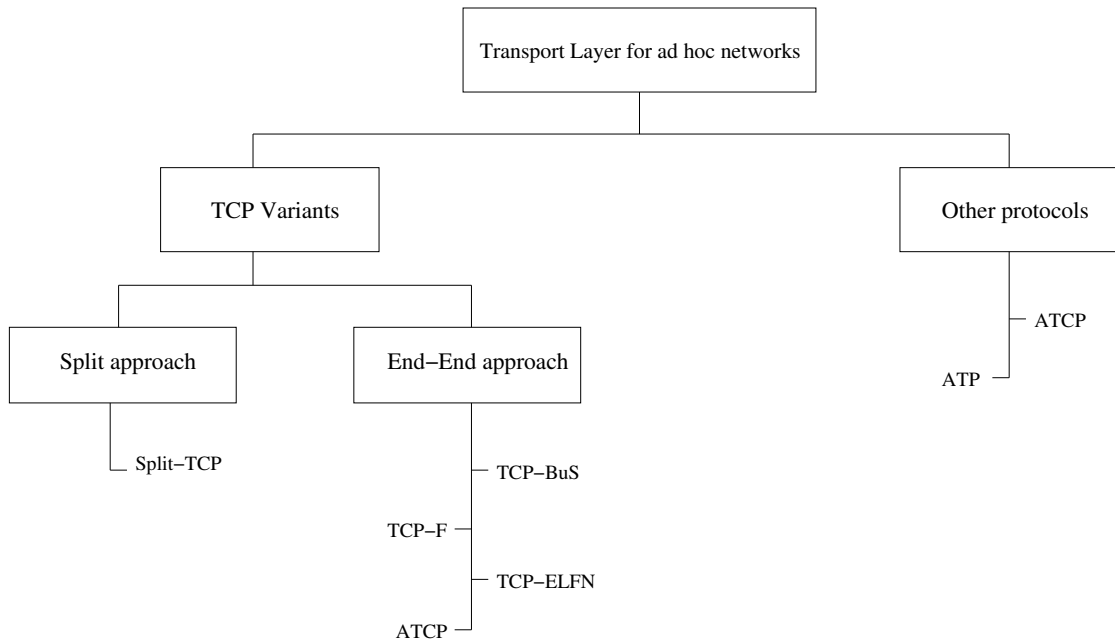 Transport Layer for ad hoc networks
TCP Variants
Other protocols
Split approach
End−End approach
ATCP
ATP
Split−TCP
TCP−BuS
TCP−F
TCP−ELFN
ATCP